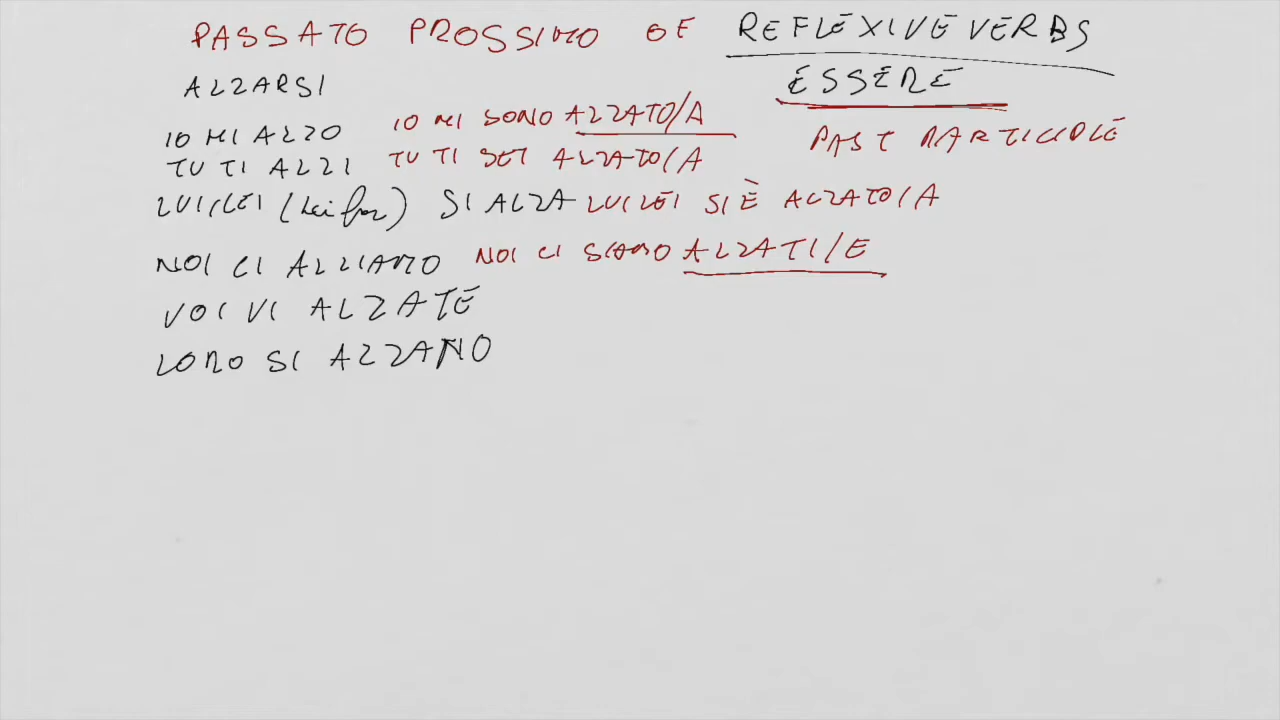 PASSATO PROSSIMO OF REFLEXIVE VERBS
ALZARSI
ESSERE
PAST PARTICIPLE
IO MI ALZO IO MI SONO ALZATO/A
TU TI ALZI TU TI SEI ALZATO/A
LUI/LEI (Lei for) SI ALZA LUI LEI SI È ALZATO/A
NOI CI ALZIAMO NOI CI SIAMO ALZATI/E
VOI VI ALZATE
LORO SI ALZANO